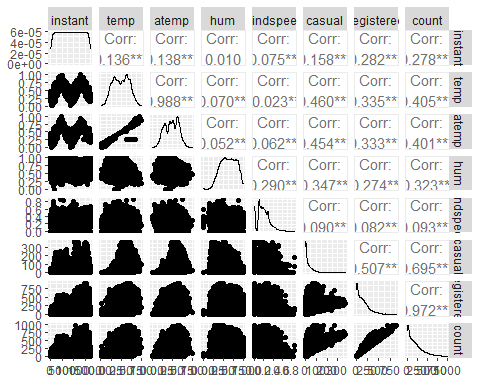 instant temp atemp hum indspee casual egistere count
6e-05
4e-05
2e-05
0e+00
Corr: Corr: Corr: Corr: Corr: Corr: Corr:
0.136** 0.138** 0.010 0.075** 0.158** 0.282** 0.278**
instant
1.00
0.75
0.50
0.25
Corr: Corr: Corr: Corr: Corr: Corr:
0.988** 0.070** 0.023** 0.460** 0.335** 0.405**
temp
1.00
0.75
0.50
0.25
0.00
Corr: Corr: Corr: Corr: Corr:
0.052** 0.062** 0.454** 0.333** 0.401**
atemp
1.00
0.75
0.50
0.25
0.00
Corr: Corr: Corr: Corr:
0.290** 0.347** 0.274** 0.323**
hum
0.8
0.6
0.4
0.2
0.0
Corr: Corr: Corr:
0.090** 0.082** 0.093**
ndspee
300
200
100
0
Corr: Corr:
0.507** 0.695**
casual
750
500
250
0
Corr:
0.972**
gistere
1000
750
500
250
0
count